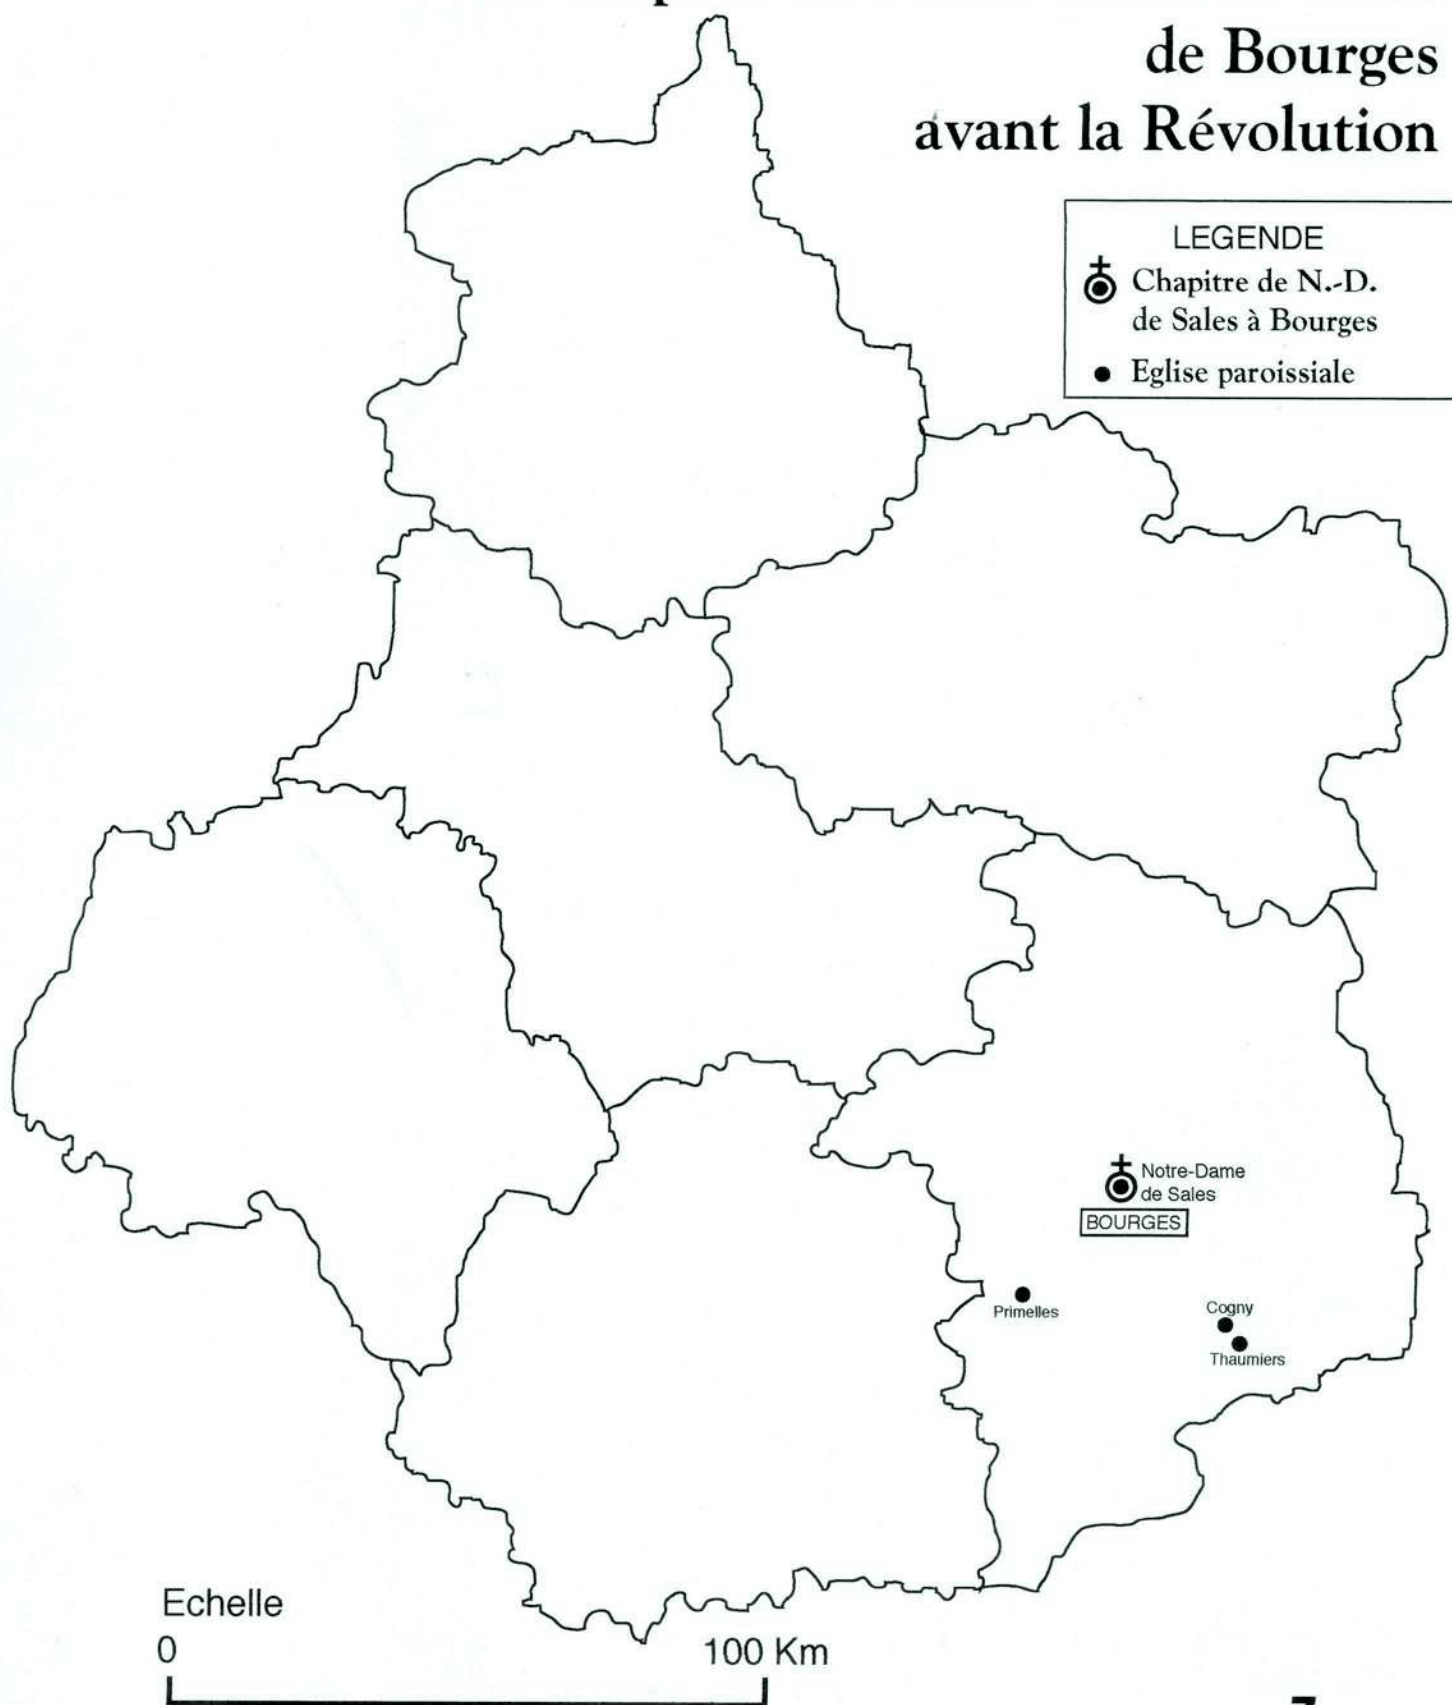 de Bourges
avant la Révolution
LEGENDE
Chapitre de N.-D.
de Sales à Bourges
Eglise paroissiale
Notre-Dame
de Sales
BOURGES
Primelles
Cogny
Thaumiers
Echelle
0 100 Km